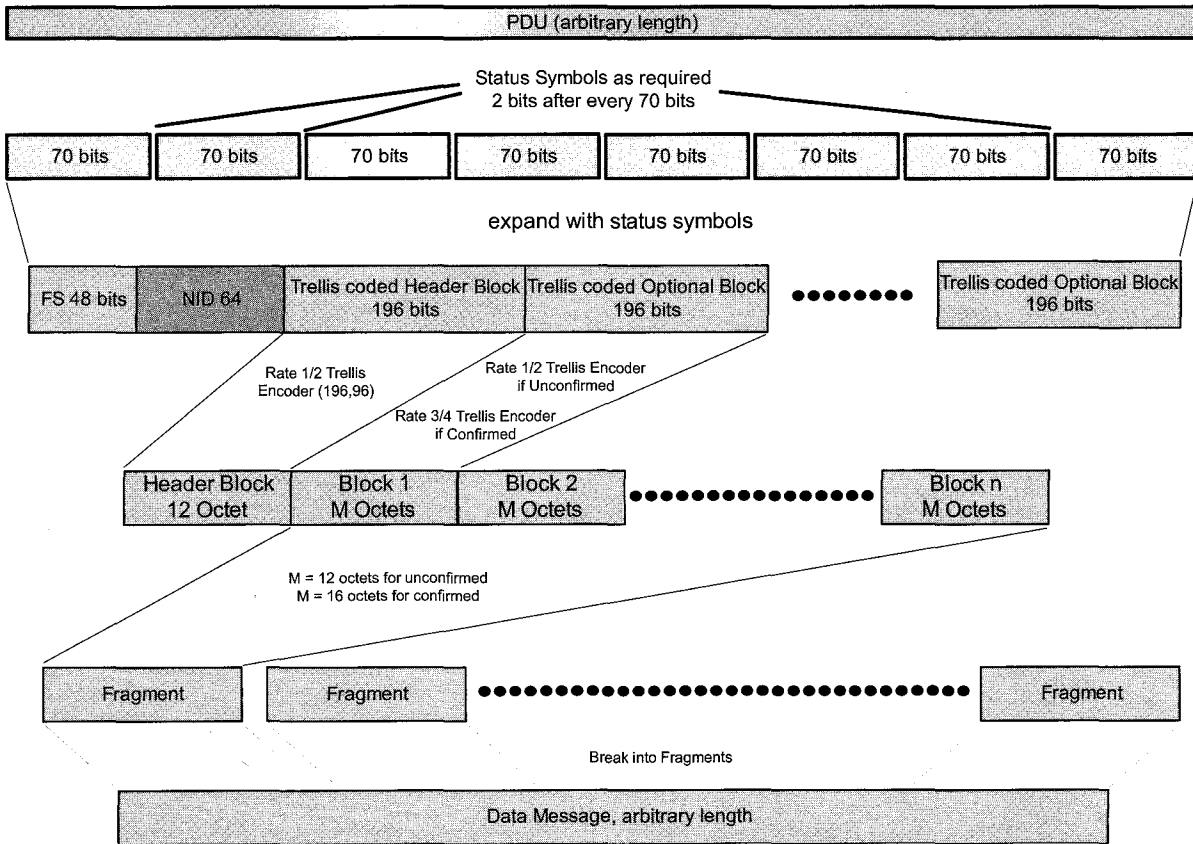 PDU (arbitrary length)
Status Symbols as required
2 bits after every 70 bits
70 bits
70 bits
70 bits
70 bits
70 bits
70 bits
70 bits
70 bits
expand with status symbols
FS 48 bits
NID 64
Trellis coded Header Block
196 bits
Trellis coded Optional Block
196 bits
Trellis coded Optional Block
196 bits
Rate 1/2 Trellis
Encoder (196,96)
Rate 1/2 Trellis Encoder
if Unconfirmed
Rate 3/4 Trellis Encoder
if Confirmed
Header Block
12 Octet
Block 1
M Octets
Block 2
M Octets
Block n
M Octets
M = 12 octets for unconfirmed
M = 16 octets for confirmed
Fragment
Fragment
Fragment
Break into Fragments
Data Message, arbitrary length